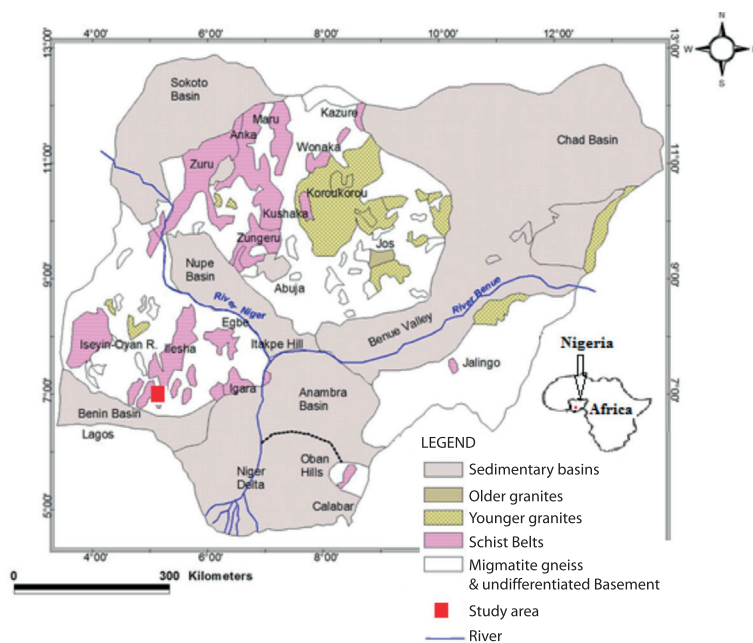 N
W
S
4°00'
6°00'
8°00'
10°00'
12°00'
13°00'
13°00'
Sokoto
Basin
Maru
Kazure
Anka
Chad Basin
Wonaka
11°00'
11°00'
Zuru
Koroukorou
Kushaka
Zungeru
Jos
Nupe
Basin
9°00'
9°00'
Abuja
River Niger
River Benue
Benue Valley
Egbe
Iseyin-Oyan R.
Ilesha
Itakpe Hill
Nigeria
Jalingo
7°00'
7°00'
Igara
Anambra
Basin
Africa
Benin Basin
Lagos
Oban
Hills
Niger
Delta
Calabar
5°00'
4°00'
6°00'
8°00'
0
300
Kilometers
LEGEND
Sedimentary basins
Older granites
Younger granites
Schist Belts
Migmatite gneiss
& undifferentiated Basement
Study area
River